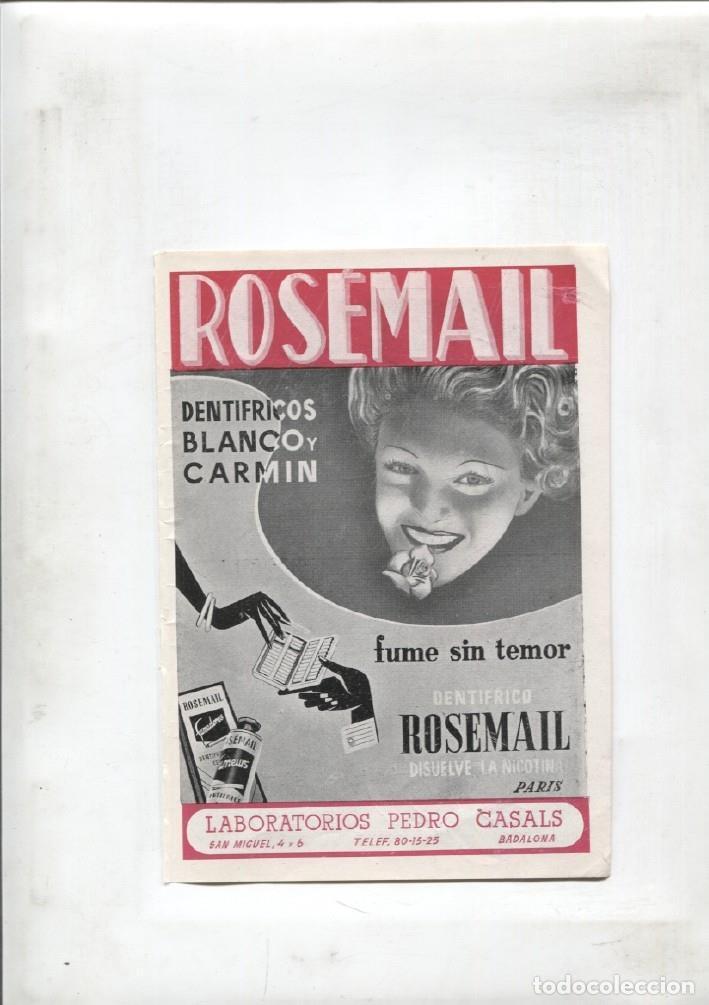 ROSÉMAIL
DENTIFRICOS
BLANCO Y
CARMIN
fume sin temor
DENTIFRICO
ROSEMAIL
DISUELVE LA NICOTINA
PARIS
ROSEMAIL
LABORATORIOS PEDRO CASALS
SAN MIGUEL, 4 y 6 TELEF. 80-15-25 BADALONA
todocoleccion